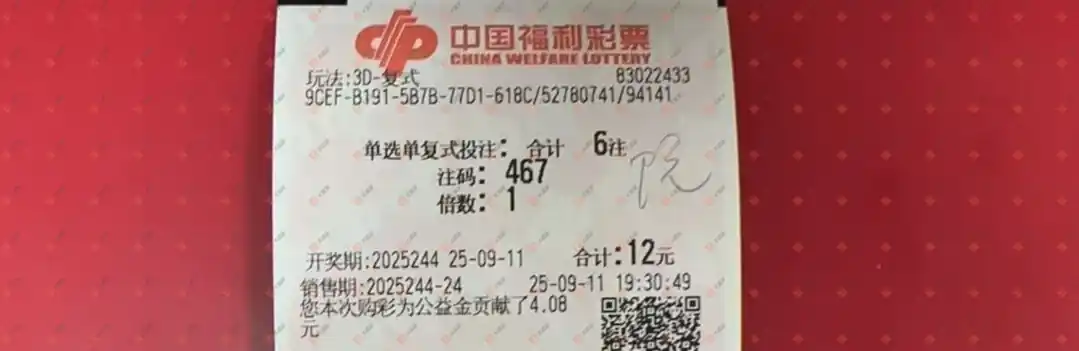 中国福利彩票
CHINA WELFARE LOTTERY
玩法:3D-复式 83022433
9CEF-B191-5B7B-77D1-618C/52780741/94141
单选单复式投注: 合计 6注
注码: 467
倍数: 1
开奖期:2025244 25-09-11 合计:12元
销售期:2025244-24 25-09-11 19:30:49
您本次购彩为公益金贡献了4.08
元